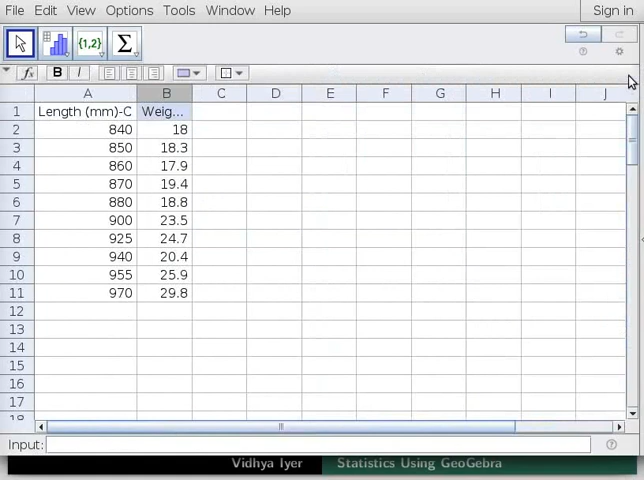 File Edit View Options Tools Window Help Sign in
{1,2} Σ
fx B I
A B C D E F G H I J
1 Length (mm)-C Weig...
2 840 18
3 850 18.3
4 860 17.9
5 870 19.4
6 880 18.8
7 900 23.5
8 925 24.7
9 940 20.4
10 955 25.9
11 970 29.8
12
13
14
15
16
17
18
Input:
Vidhya Iyer Statistics Using GeoGebra